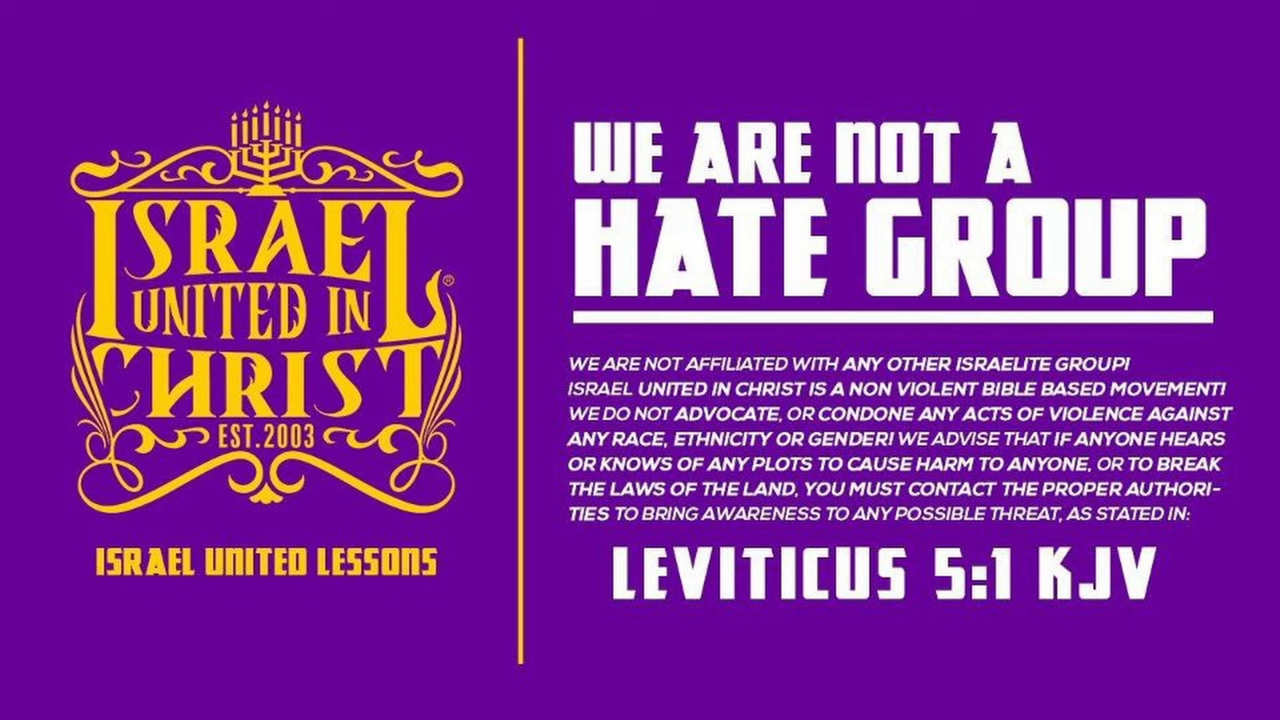 ISRAEL
UNITED IN
CHRIST
®
EST. 2003
ISRAEL UNITED LESSONS
WE ARE NOT A
HATE GROUP
WE ARE NOT AFFILIATED WITH ANY OTHER ISRAELITE GROUP!
ISRAEL UNITED IN CHRIST IS A NON VIOLENT BIBLE BASED MOVEMENT!
WE DO NOT ADVOCATE, OR CONDONE ANY ACTS OF VIOLENCE AGAINST
ANY RACE, ETHNICITY OR GENDER! WE ADVISE THAT IF ANYONE HEARS
OR KNOWS OF ANY PLOTS TO CAUSE HARM TO ANYONE, OR TO BREAK
THE LAWS OF THE LAND, YOU MUST CONTACT THE PROPER AUTHORI-
TIES TO BRING AWARENESS TO ANY POSSIBLE THREAT, AS STATED IN:
LEVITICUS 5:1 KJV